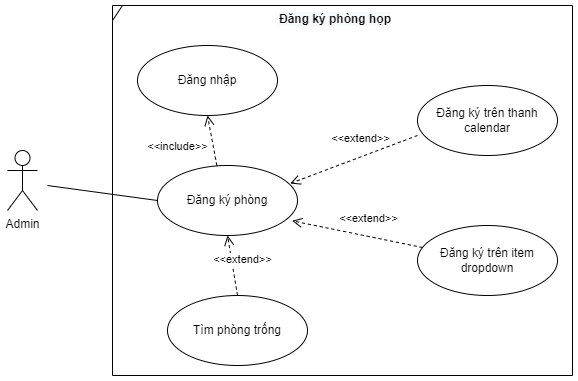 Đăng ký phòng họp
Đăng nhập
Đăng ký trên thanh
calendar
<<extend>>
<<include>>
Đăng ký phòng
Admin
<<extend>>
Đăng ký trên item
dropdown
<<extend>>
Tìm phòng trống